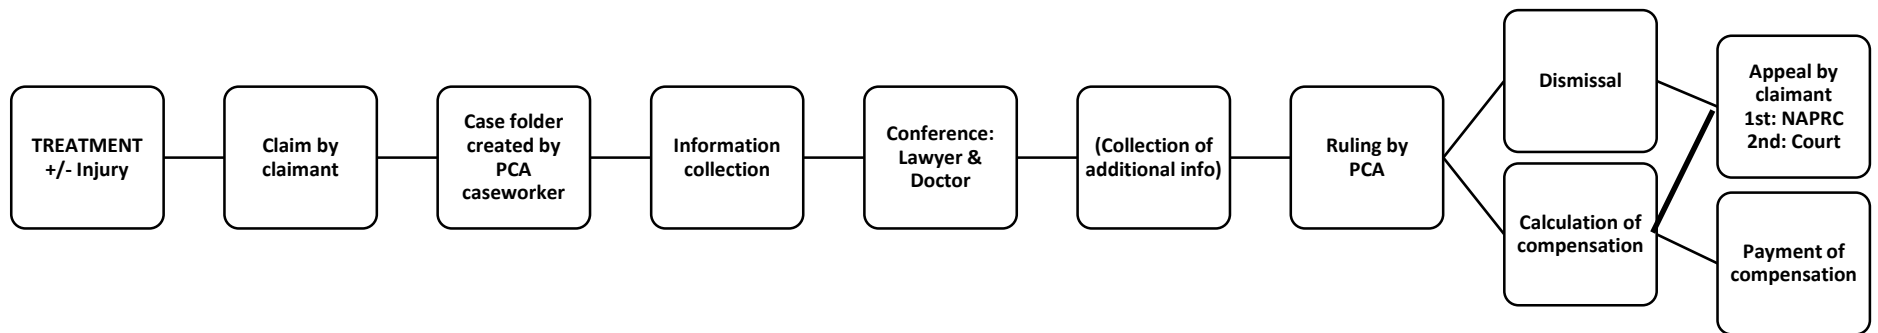 TREATMENT
+/- Injury
Claim by
claimant
Case folder
created by
PCA
caseworker
Information
collection
Conference:
Lawyer &
Doctor
(Collection of
additional info)
Ruling by
PCA
Dismissal
Calculation of
compensation
Appeal by
claimant
1st: NAPRC
2nd: Court
Payment of
compensation